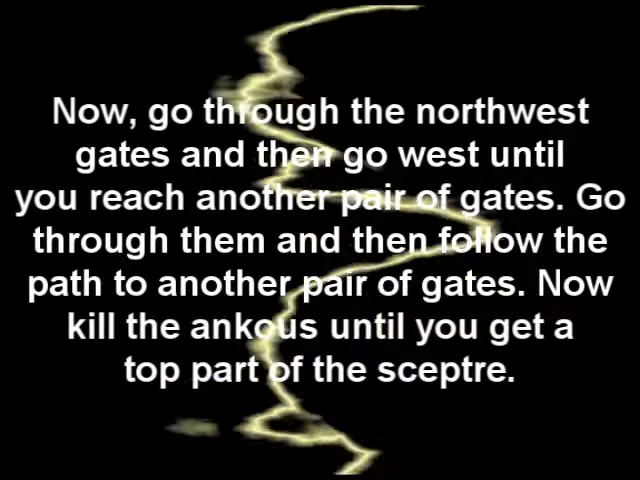 Now, go through the northwest
gates and then go west until
you reach another pair of gates. Go
through them and then follow the
path to another pair of gates. Now
kill the ankous until you get a
top part of the sceptre.